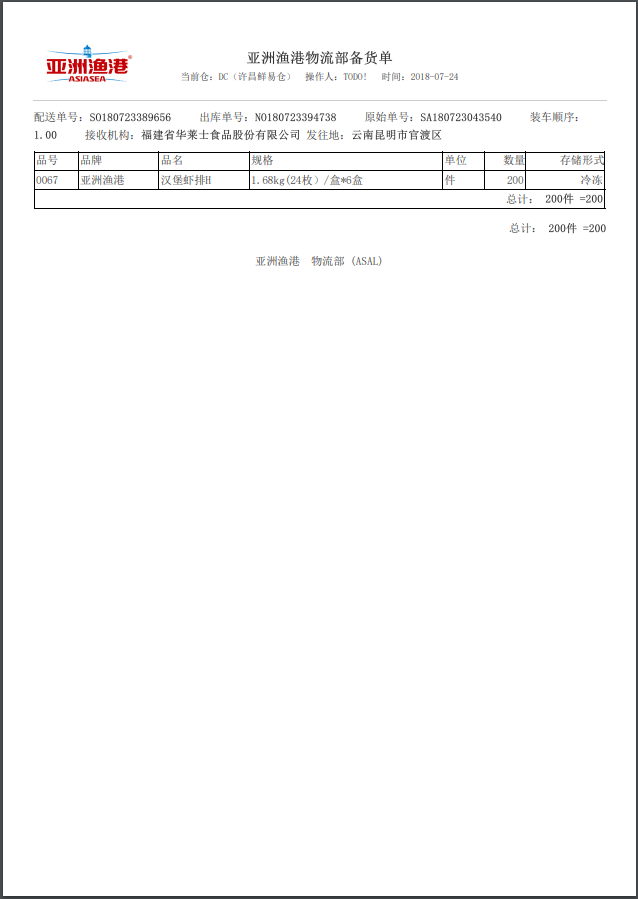 亚洲渔港®
ASIASEA
亚洲渔港物流部备货单
当前仓：DC（许昌鲜易仓） 操作人：TODO! 时间：2018-07-24
配送单号：SO180723389656 出库单号：NO180723394738 原始单号：SA180723043540 装车顺序：
1.00 接收机构：福建省华莱士食品股份有限公司 发往地：云南昆明市官渡区
品号 品牌 品名 规格 单位 数量 存储形式
0067 亚洲渔港 汉堡虾排H 1.68kg(24枚）/盒*6盒 件 200 冷冻
总计： 200件 =200
总计： 200件 =200
亚洲渔港 物流部 (ASAL)